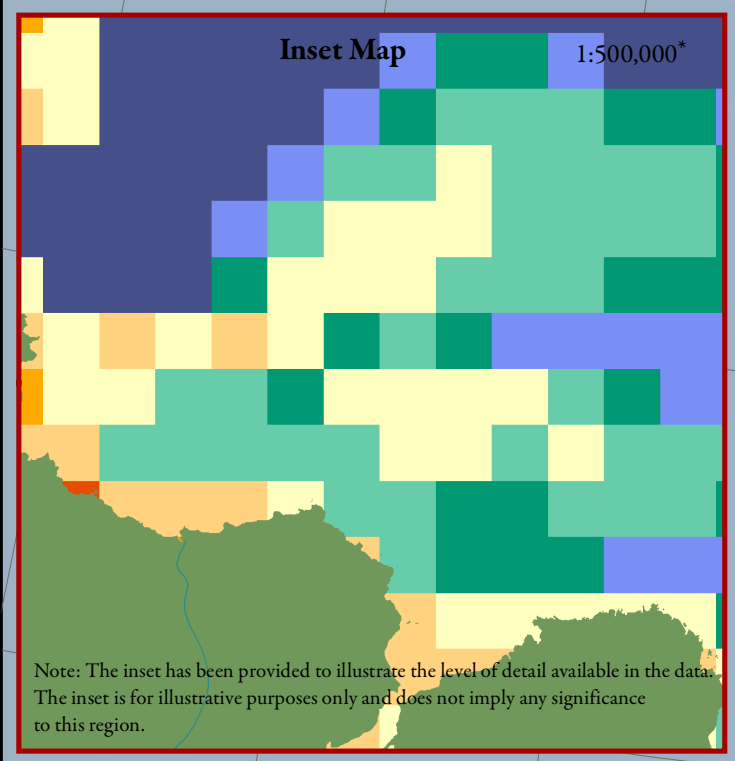 Inset Map
1:500,000*
Note: The inset has been provided to illustrate the level of detail available in the data.
The inset is for illustrative purposes only and does not imply any significance
to this region.